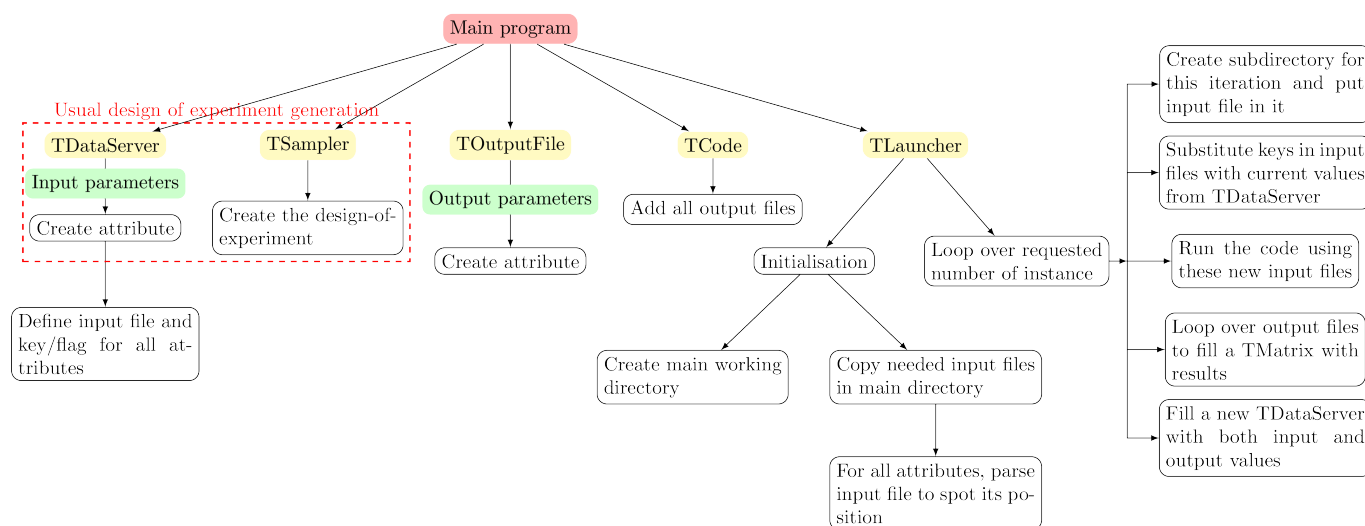 Main program
Usual design of experiment generation
TDataServer
Input parameters
Create attribute
Define input file and
key/flag for all at-
tributes
TSampler
Create the design-of-
experiment
TOutputFile
Output parameters
Create attribute
TCode
Add all output files
TLauncher
Initialisation
Create main working
directory
Copy needed input files
in main directory
For all attributes, parse
input file to spot its po-
sition
Loop over requested
number of instance
Create subdirectory for
this iteration and put
input file in it
Substitute keys in input
files with current values
from TDataServer
Run the code using
these new input files
Loop over output files
to fill a TMatrix with
results
Fill a new TDataServer
with both input and
output values